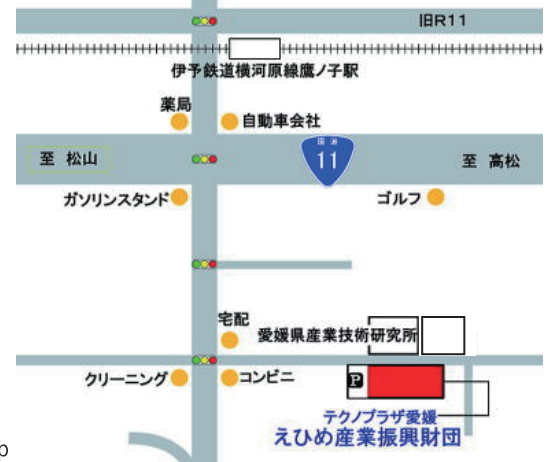 旧R11
伊予鉄道横河原線鷹ノ子駅
薬局
自動車会社
至 松山
国道
11
至 高松
ガソリンスタンド
ゴルフ
宅配
愛媛県産業技術研究所
クリーニング
コンビニ
P
テクノプラザ愛媛
えひめ産業振興財団
p